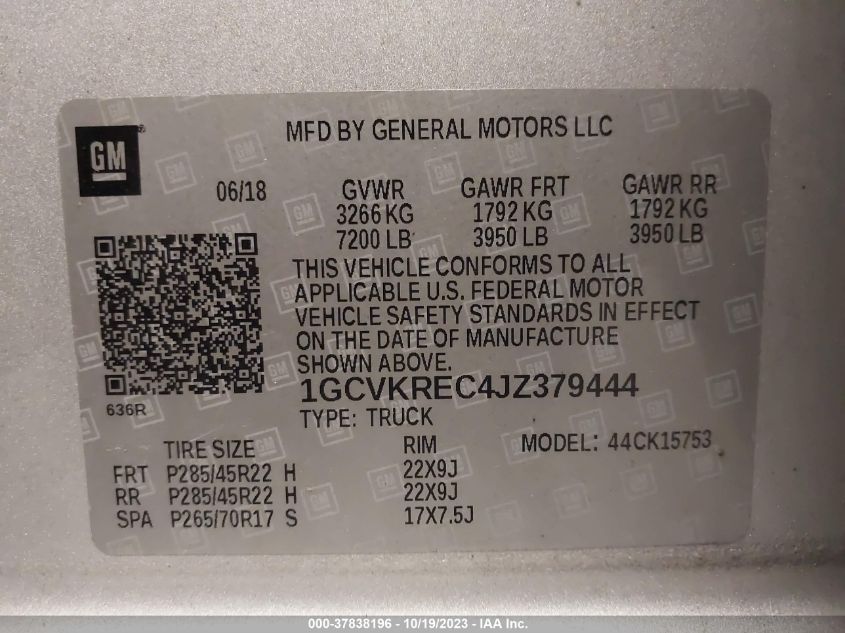 GM
MFD BY GENERAL MOTORS LLC
06/18 GVWR GAWR FRT GAWR RR
3266 KG 1792 KG 1792 KG
7200 LB 3950 LB 3950 LB
THIS VEHICLE CONFORMS TO ALL
APPLICABLE U.S. FEDERAL MOTOR
VEHICLE SAFETY STANDARDS IN EFFECT
ON THE DATE OF MANUFACTURE
SHOWN ABOVE.
1GCVKREC4JZ379444
636R
TYPE: TRUCK
TIRE SIZE RIM MODEL: 44CK15753
FRT P285/45R22 H 22X9J
RR P285/45R22 H 22X9J
SPA P265/70R17 S 17X7.5J
000-37838196 - 10/19/2023 - IAA Inc.